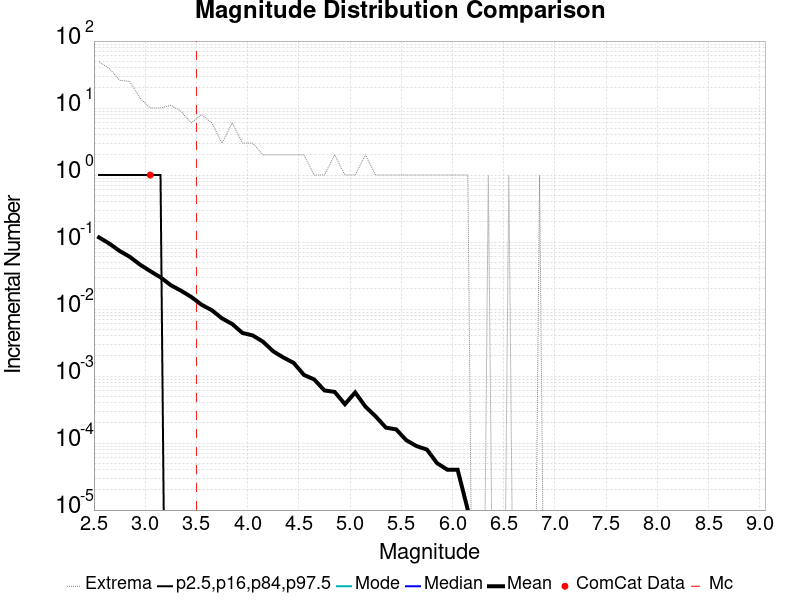 Magnitude Distribution Comparison
10^2
10^1
10^0
10^-1
10^-2
10^-3
10^-4
10^-5
Incremental Number
2.5 3.0 3.5 4.0 4.5 5.0 5.5 6.0 6.5 7.0 7.5 8.0 8.5 9.0
Magnitude
Extrema p2.5,p16,p84,p97.5 Mode Median Mean ComCat Data Mc